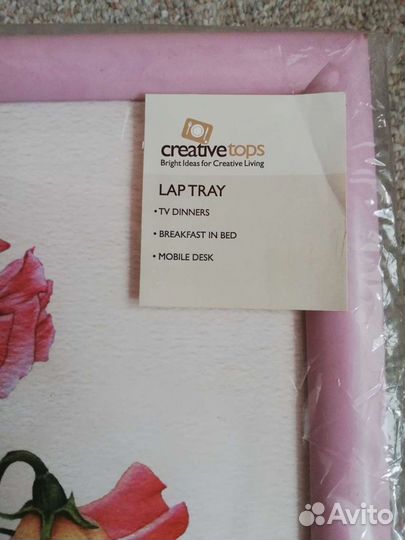 creativetops
Bright Ideas for Creative Living
LAP TRAY
• TV DINNERS
• BREAKFAST IN BED
• MOBILE DESK
Avito